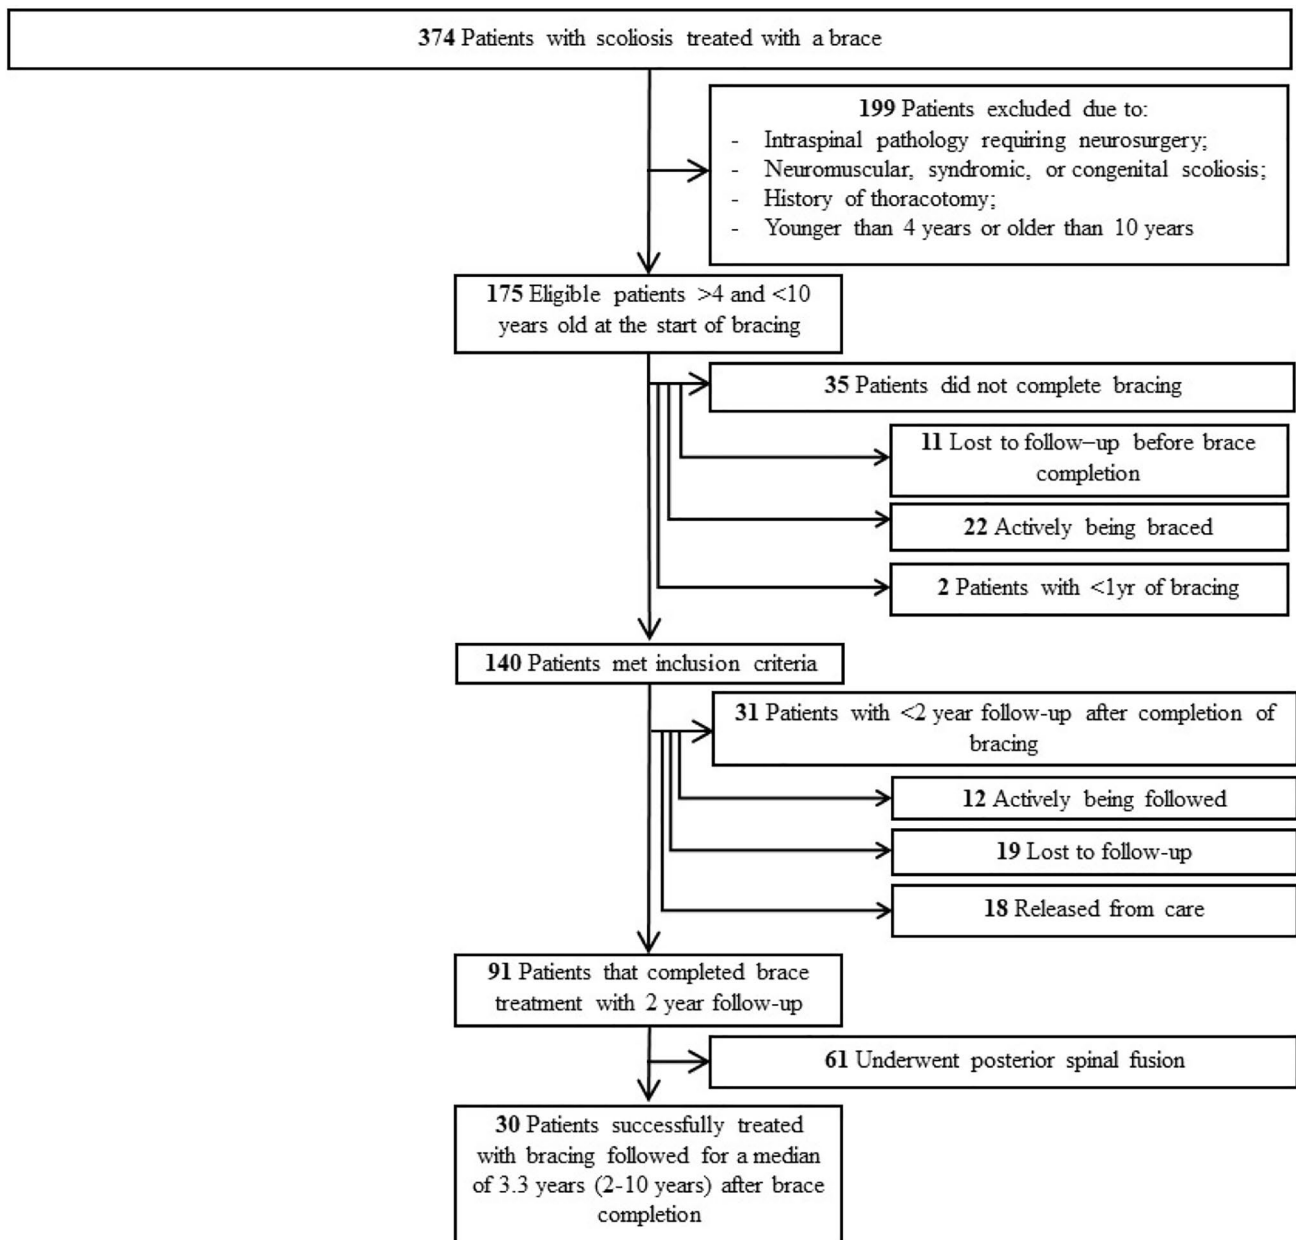 374 Patients with scoliosis treated with a brace
199 Patients excluded due to:
- Intraspinal pathology requiring neurosurgery;
- Neuromuscular, syndromic, or congenital scoliosis;
- History of thoracotomy;
- Younger than 4 years or older than 10 years
175 Eligible patients >4 and <10
years old at the start of bracing
35 Patients did not complete bracing
11 Lost to follow-up before brace
completion
22 Actively being braced
2 Patients with <1yr of bracing
140 Patients met inclusion criteria
31 Patients with <2 year follow-up after completion of
bracing
12 Actively being followed
19 Lost to follow-up
18 Released from care
91 Patients that completed brace
treatment with 2 year follow-up
61 Underwent posterior spinal fusion
30 Patients successfully treated
with bracing followed for a median
of 3.3 years (2-10 years) after brace
completion